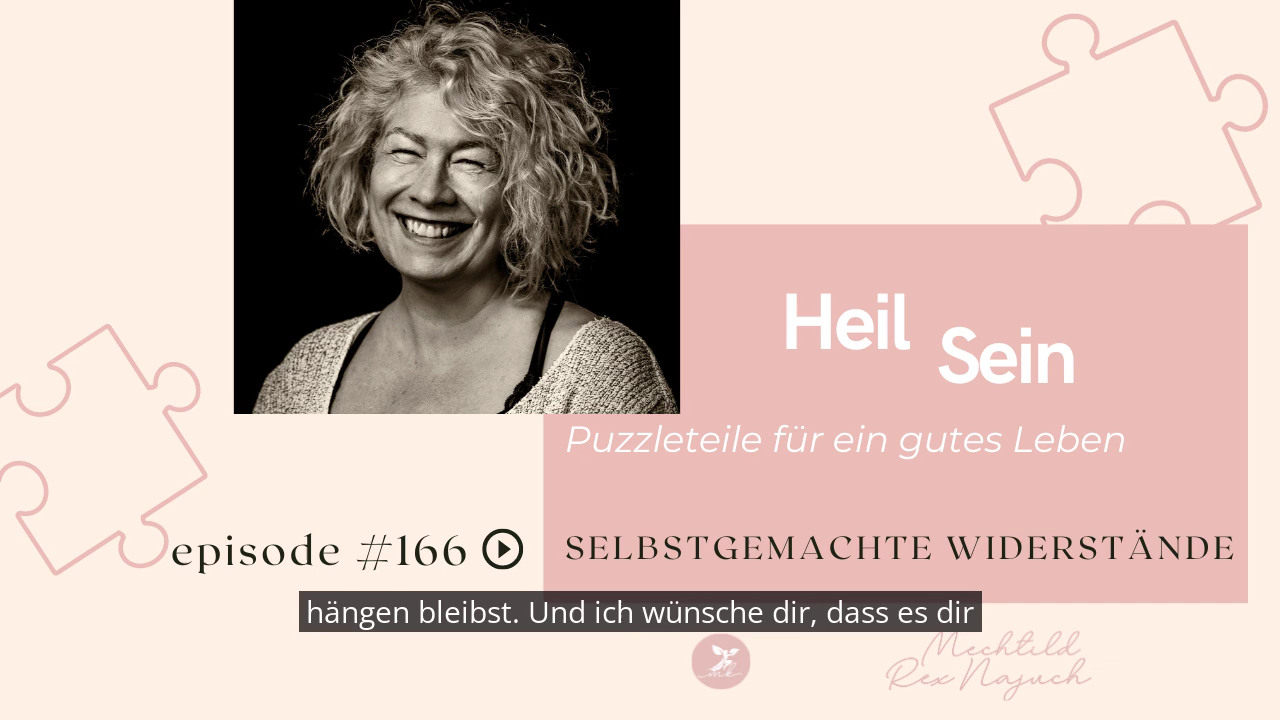 Heil
Sein
Puzzleteile für ein gutes Leben
episode #166
SELBSTGEMACHTE WIDERSTÄNDE
hängen bleibst. Und ich wünsche dir, dass es dir
Mechtild
Rex Najuch